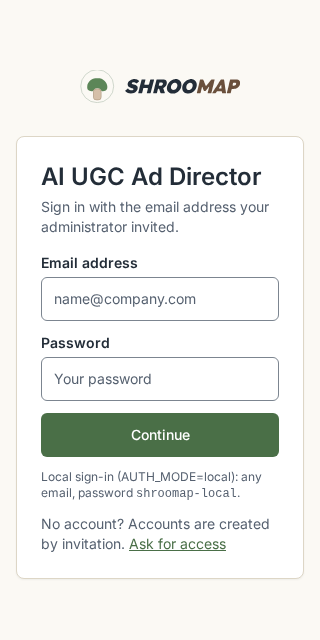 SHROOMAP
AI UGC Ad Director
Sign in with the email address your
administrator invited.
Email address
name@company.com
Password
Your password
Continue
Local sign-in (AUTH_MODE=local): any
email, password shroomap-local.
No account? Accounts are created
by invitation. Ask for access